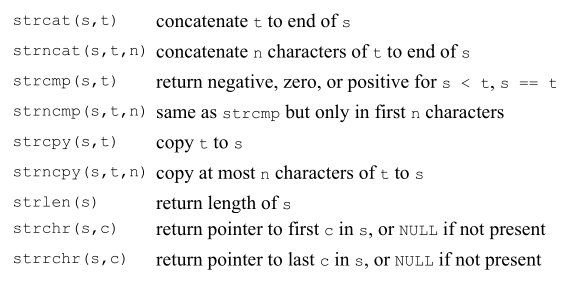 strcat(s,t) concatenate t to end of s
strncat(s,t,n) concatenate n characters of t to end of s
strcmp(s,t) return negative, zero, or positive for s < t, s == t
strncmp(s,t,n) same as strcmp but only in first n characters
strcpy(s,t) copy t to s
strncpy(s,t,n) copy at most n characters of t to s
strlen(s) return length of s
strchr(s,c) return pointer to first c in s, or NULL if not present
strrchr(s,c) return pointer to last c in s, or NULL if not present